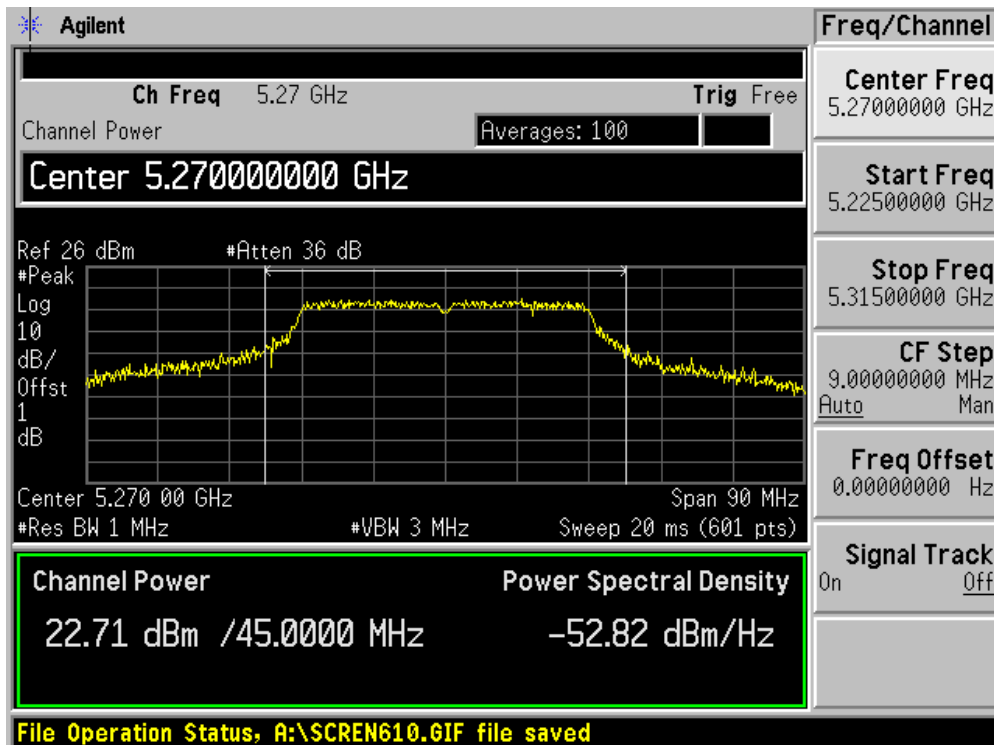 Agilent
Freq/Channel
Ch Freq 5.27 GHz Trig Free
Channel Power Averages: 100
Center 5.270000000 GHz
Ref 26 dBm #Atten 36 dB
#Peak
Log
10
dB/
Offst
1
dB
Center 5.270 00 GHz Span 90 MHz
#Res BW 1 MHz #VBW 3 MHz Sweep 20 ms (601 pts)
Channel Power Power Spectral Density
22.71 dBm /45.0000 MHz -52.82 dBm/Hz
File Operation Status, A:\SCREN610.GIF file saved
Center Freq
5.27000000 GHz
Start Freq
5.22500000 GHz
Stop Freq
5.31500000 GHz
CF Step
9.00000000 MHz
Auto Man
Freq Offset
0.00000000 Hz
Signal Track
On Off